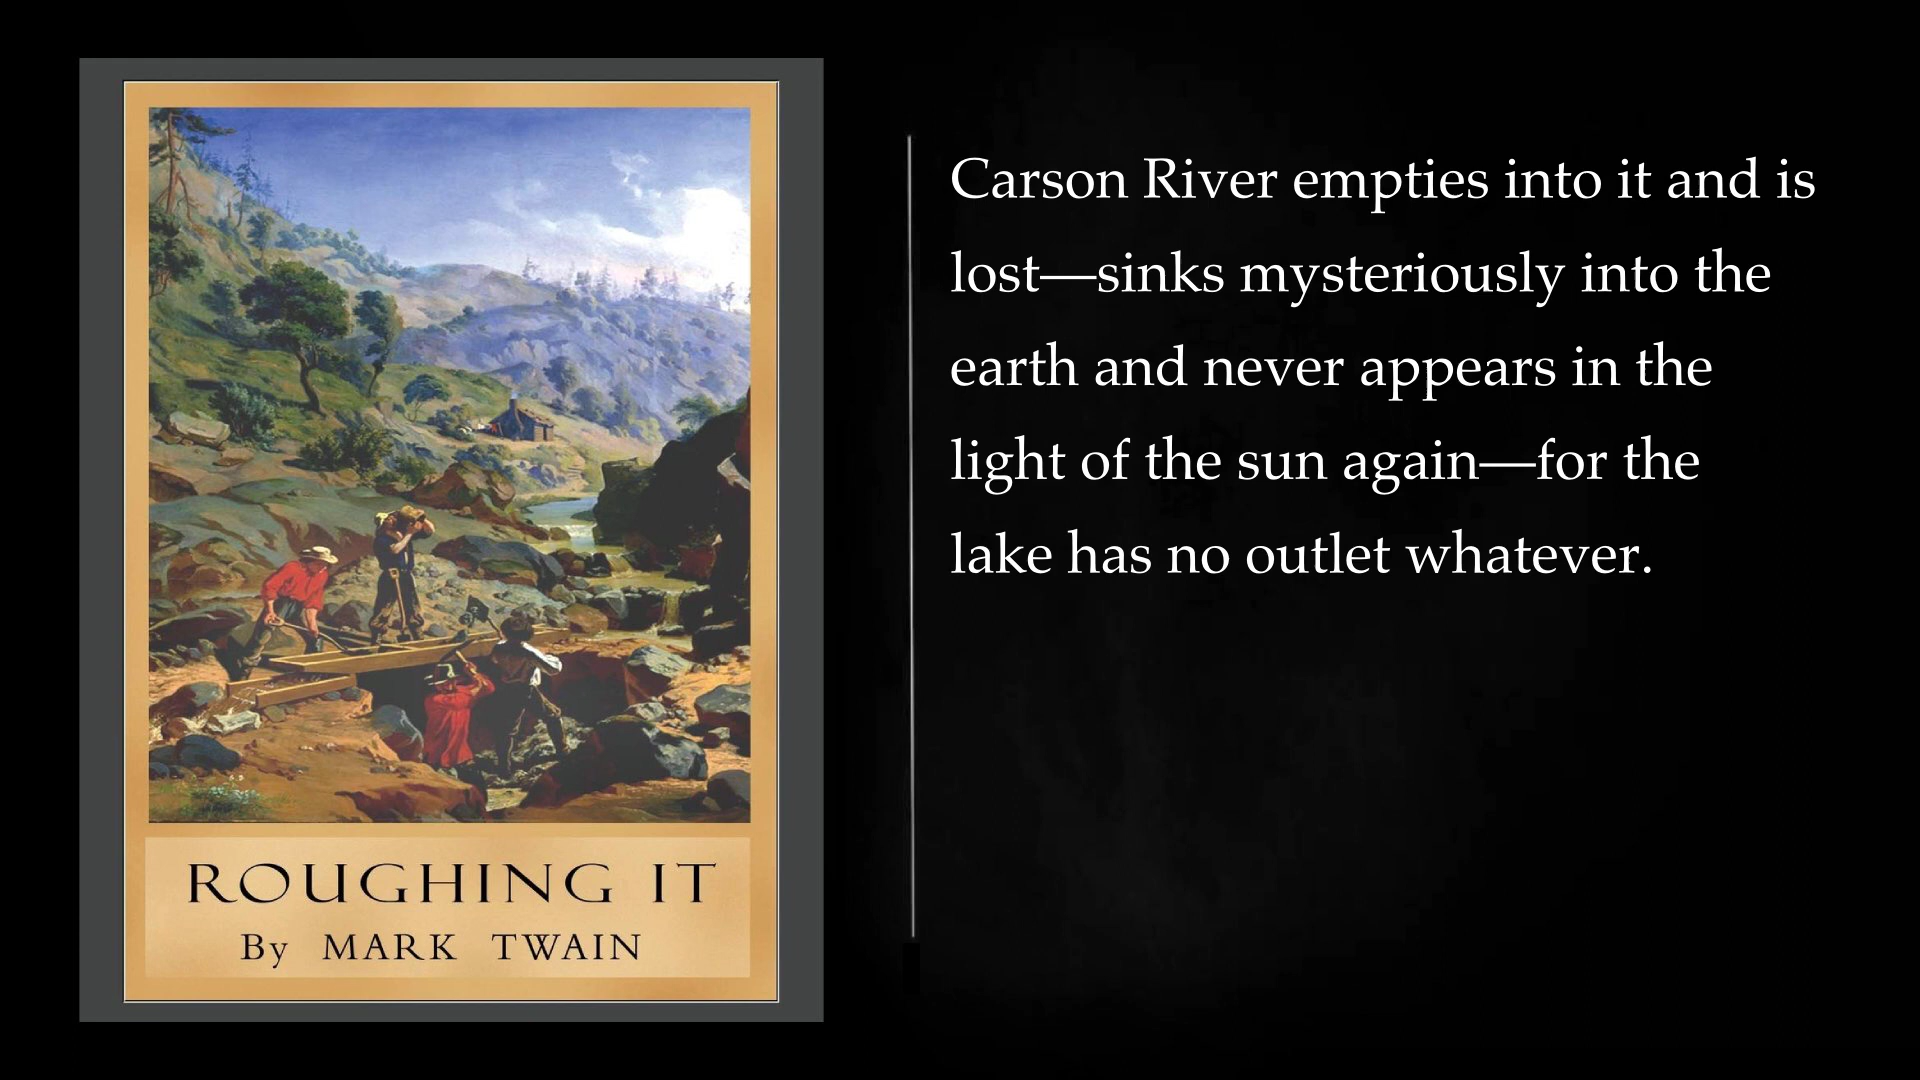 ROUGHING IT
By MARK TWAIN
Carson River empties into it and is
lost—sinks mysteriously into the
earth and never appears in the
light of the sun again—for the
lake has no outlet whatever.